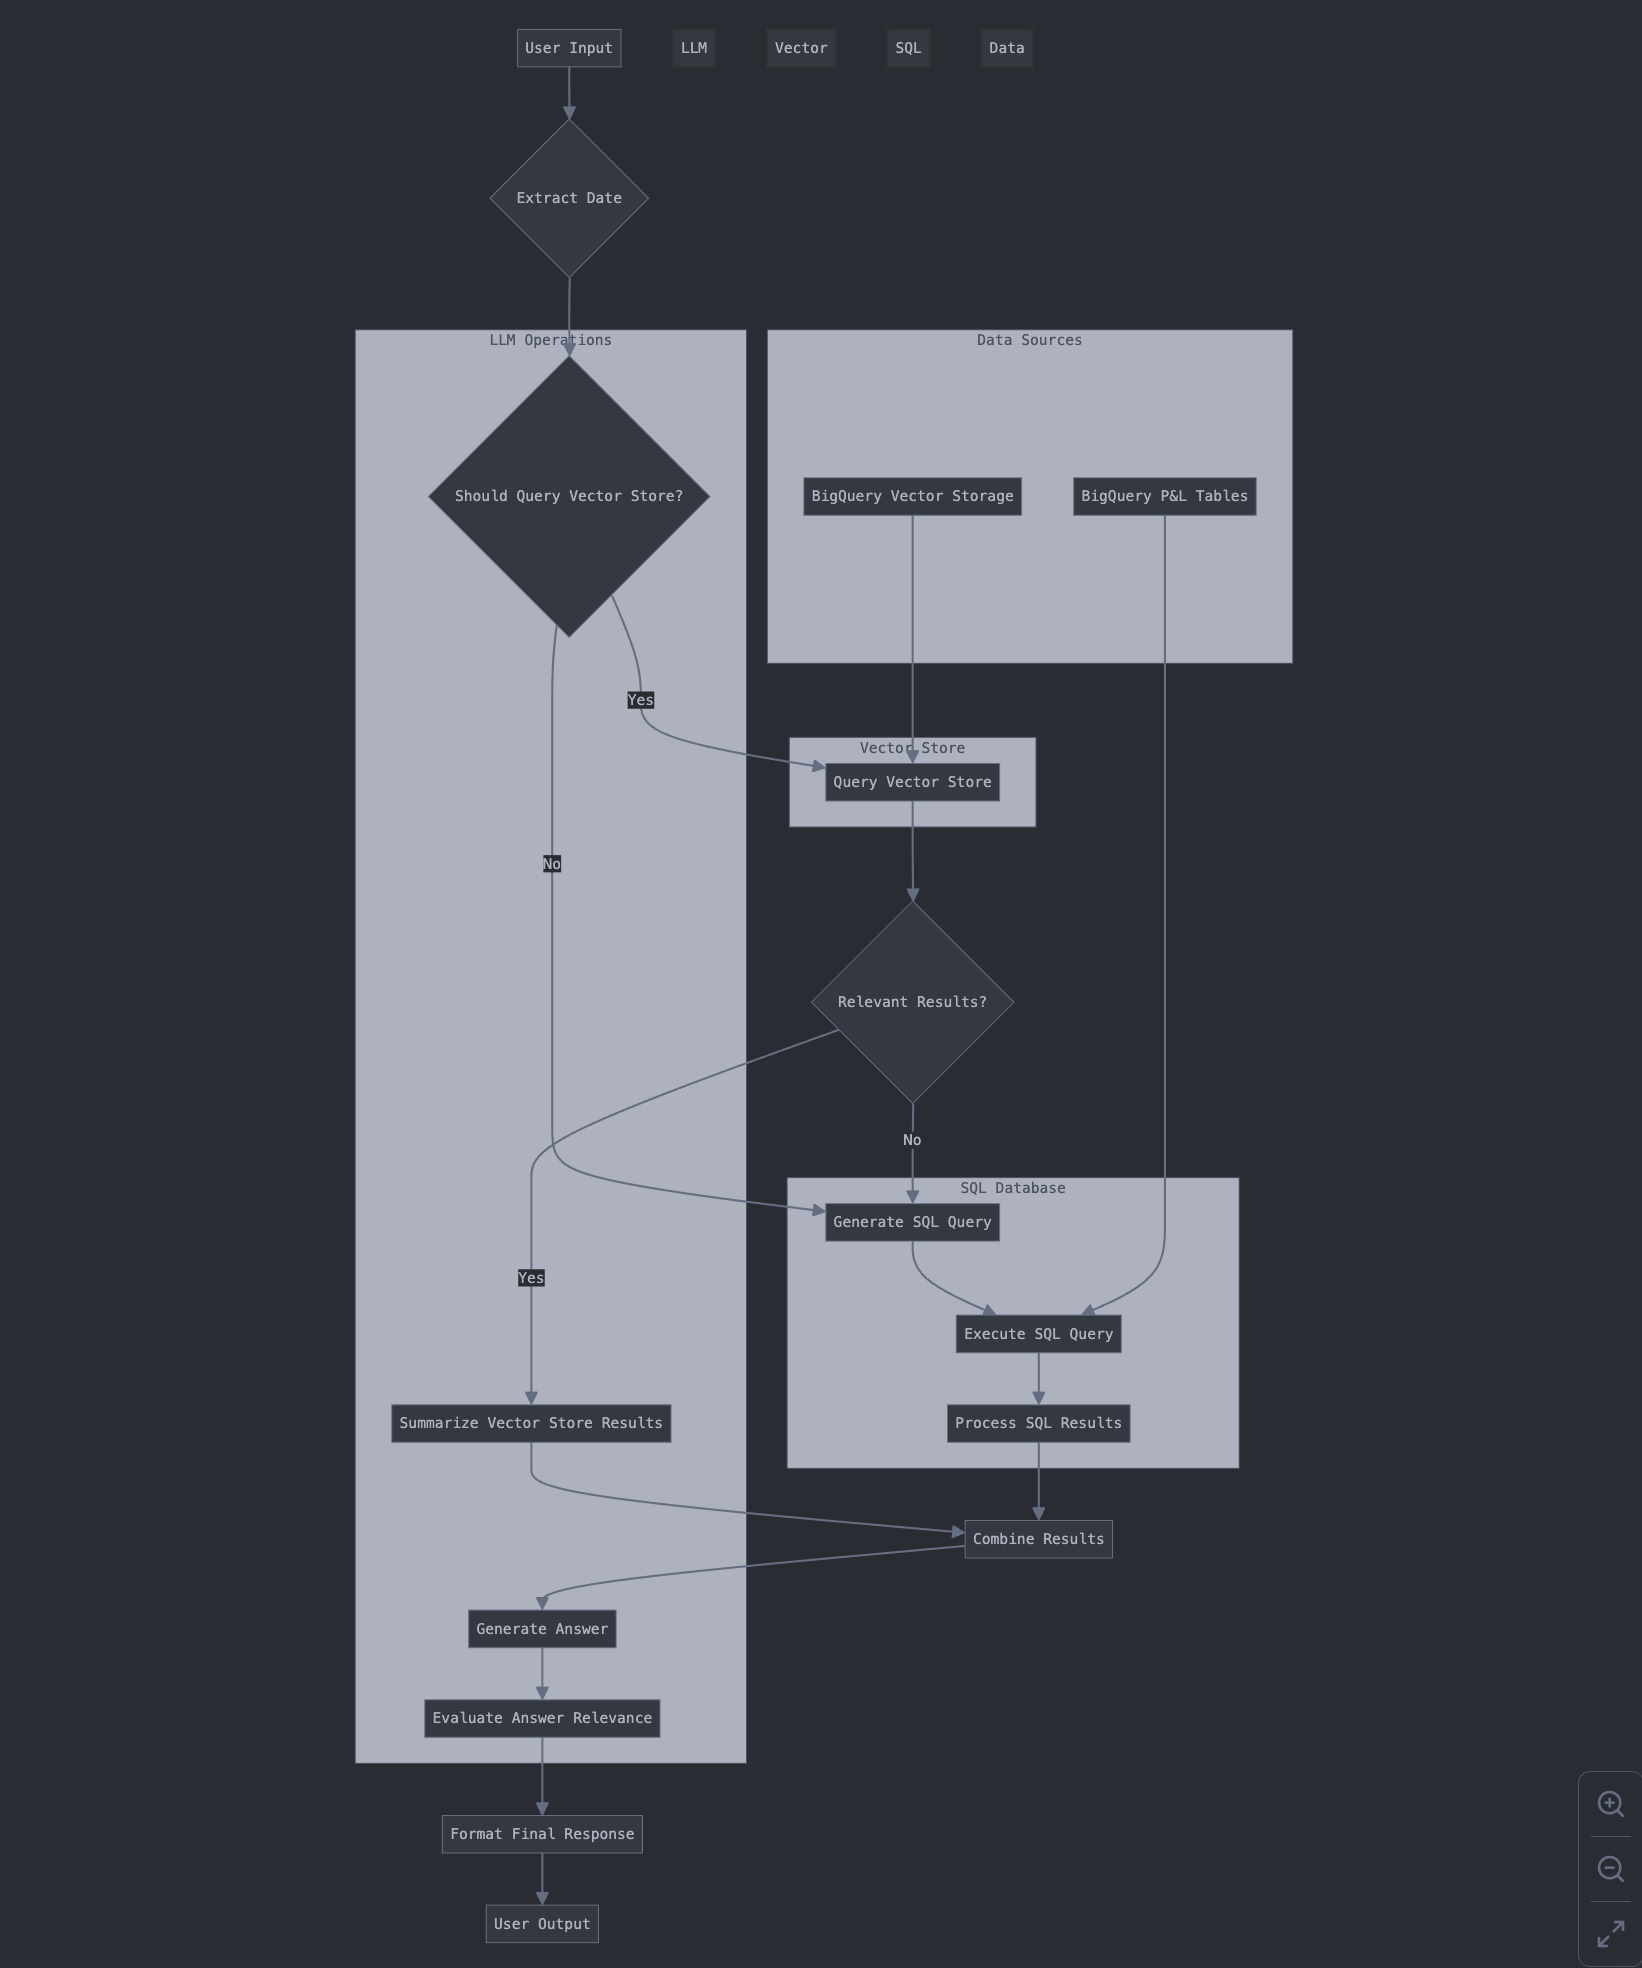 User Input
LLM
Vector
SQL
Data
Extract Date
LLM Operations
Data Sources
Should Query Vector Store?
BigQuery Vector Storage
BigQuery P&L Tables
Yes
Vector Store
Query Vector Store
No
Relevant Results?
No
SQL Database
Generate SQL Query
Yes
Execute SQL Query
Summarize Vector Store Results
Process SQL Results
Combine Results
Generate Answer
Evaluate Answer Relevance
Format Final Response
User Output